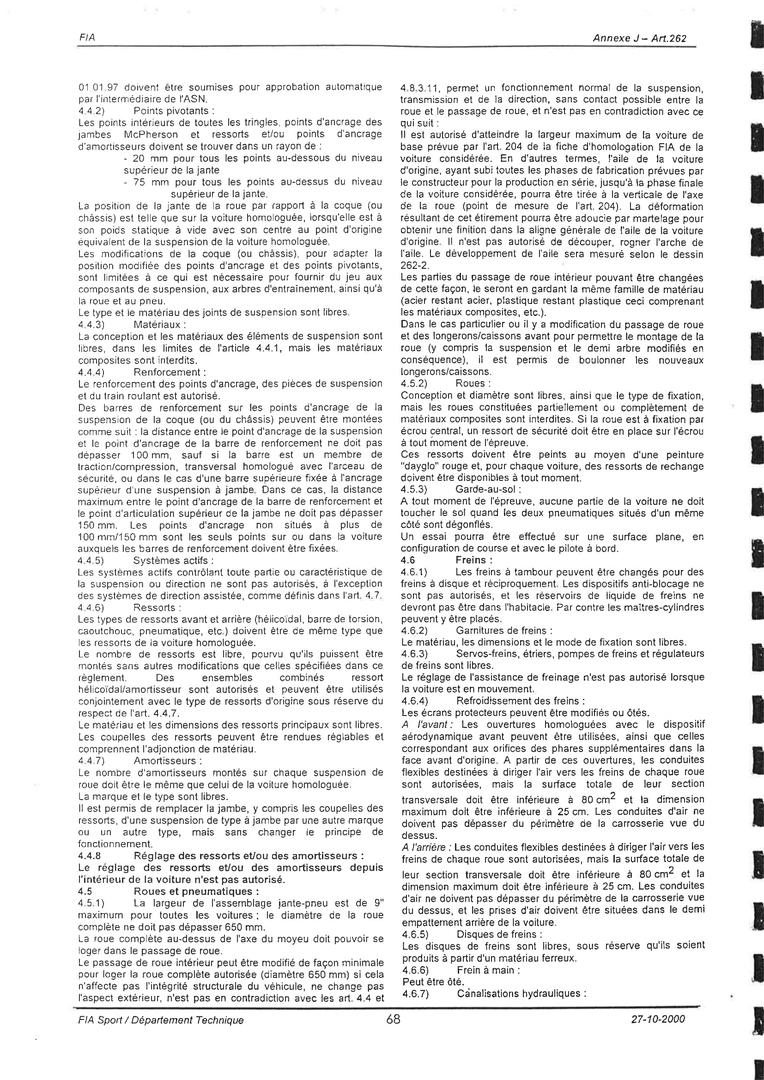 FIA
Annexe J – Art.262
01.01.97 doivent être soumises pour approbation automatique
par l'intermédiaire de l'ASN.
4.4.2) Points pivotants :
Les points intérieurs de toutes les tringles, points d'ancrage des
jambes McPherson et ressorts et/ou points d'ancrage
d'amortisseurs doivent se trouver dans un rayon de :
- 20 mm pour tous les points au-dessous du niveau
supérieur de la jante
- 75 mm pour tous les points au-dessus du niveau
supérieur de la jante.
La position de la jante de la roue par rapport à la coque (ou
châssis) est telle que sur la voiture homologuée, lorsqu'elle est à
son poids statique à vide avec son centre au point d'origine
équivalent de la suspension de la voiture homologuée.
Les modifications de la coque (ou châssis), pour adapter la
position modifiée des points d'ancrage et des points pivotants,
sont limitées à ce qui est nécessaire pour fournir du jeu aux
composants de suspension, aux arbres d'entraînement, ainsi qu'à
la roue et au pneu.
Le type et le matériau des joints de suspension sont libres.
4.4.3) Matériaux :
La conception et les matériaux des éléments de suspension sont
libres, dans les limites de l'article 4.4.1, mais les matériaux
composites sont interdits.
4.4.4) Renforcement :
Le renforcement des points d'ancrage, des pièces de suspension
et du train roulant est autorisé.
Des barres de renforcement sur les points d'ancrage de la
suspension de la coque (ou du châssis) peuvent être montées
comme suit : la distance entre le point d'ancrage de la suspension
et le point d'ancrage de la barre de renforcement ne doit pas
dépasser 100 mm, sauf si la barre est un membre de
traction/compression, transversal homologué avec l'arceau de
sécurité, ou dans le cas d'une barre supérieure fixée à l'ancrage
supérieur d'une suspension à jambe. Dans ce cas, la distance
maximum entre le point d'ancrage de la barre de renforcement et
le point d'articulation supérieur de la jambe ne doit pas dépasser
150 mm. Les points d'ancrage non situés à plus de
100 mm/150 mm sont les seuls points sur ou dans la voiture
auxquels les barres de renforcement doivent être fixées.
4.4.5) Systèmes actifs :
Les systèmes actifs contrôlant toute partie ou caractéristique de
la suspension ou direction ne sont pas autorisés, à l'exception
des systèmes de direction assistée, comme définis dans l'art. 4.7.
4.4.6) Ressorts :
Les types de ressorts avant et arrière (hélicoïdal, barre de torsion,
caoutchouc, pneumatique, etc.) doivent être de même type que
les ressorts de la voiture homologuée.
Le nombre de ressorts est libre, pourvu qu'ils puissent être
montés sans autres modifications que celles spécifiées dans ce
règlement. Des ensembles combinés ressort
hélicoïdal/amortisseur sont autorisés et peuvent être utilisés
conjointement avec le type de ressorts d'origine sous réserve du
respect de l'art. 4.4.7.
Le matériau et les dimensions des ressorts principaux sont libres.
Les coupelles des ressorts peuvent être rendues réglables et
comprennent l'adjonction de matériau.
4.4.7) Amortisseurs :
Le nombre d'amortisseurs montés sur chaque suspension de
roue doit être le même que celui de la voiture homologuée.
La marque et le type sont libres.
Il est permis de remplacer la jambe, y compris les coupelles des
ressorts, d'une suspension de type à jambe par une autre marque
ou un autre type, mais sans changer le principe de
fonctionnement.
4.4.8 Réglage des ressorts et/ou des amortisseurs :
Le réglage des ressorts et/ou des amortisseurs depuis
l'intérieur de la voiture n'est pas autorisé.
4.5 Roues et pneumatiques :
4.5.1) La largeur de l'assemblage jante-pneu est de 9"
maximum pour toutes les voitures ; le diamètre de la roue
complète ne doit pas dépasser 650 mm.
La roue complète au-dessus de l'axe du moyeu doit pouvoir se
loger dans le passage de roue.
Le passage de roue intérieur peut être modifié de façon minimale
pour loger la roue complète autorisée (diamètre 650 mm) si cela
n'affecte pas l'intégrité structurale du véhicule, ne change pas
l'aspect extérieur, n'est pas en contradiction avec les art. 4.4 et
4.8.3.11, permet un fonctionnement normal de la suspension,
transmission et de la direction, sans contact possible entre la
roue et le passage de roue, et n'est pas en contradiction avec ce
qui suit :
Il est autorisé d'atteindre la largeur maximum de la voiture de
base prévue par l'art. 204 de la fiche d'homologation FIA de la
voiture considérée. En d'autres termes, l'aile de la voiture
d'origine, ayant subi toutes les phases de fabrication prévues par
le constructeur pour la production en série, jusqu'à la phase finale
de la voiture considérée, pourra être tirée à la verticale de l'axe
de la roue (point de mesure de l'art. 204). La déformation
résultant de cet étirement pourra être adoucie par martelage pour
obtenir une finition dans la aligne générale de l'aile de la voiture
d'origine. Il n'est pas autorisé de découper, rogner l'arche de
l'aile. Le développement de l'aile sera mesuré selon le dessin
262-2.
Les parties du passage de roue intérieur pouvant être changées
de cette façon, le seront en gardant la même famille de matériau
(acier restant acier, plastique restant plastique ceci comprenant
les matériaux composites, etc.).
Dans le cas particulier ou il y a modification du passage de roue
et des longerons/caissons avant pour permettre le montage de la
roue (y compris la suspension et le demi arbre modifiés en
conséquence), il est permis de boulonner les nouveaux
longerons/caissons.
4.5.2) Roues :
Conception et diamètre sont libres, ainsi que le type de fixation,
mais les roues constituées partiellement ou complètement de
matériaux composites sont interdites. Si la roue est à fixation par
écrou central, un ressort de sécurité doit être en place sur l'écrou
à tout moment de l'épreuve.
Ces ressorts doivent être peints au moyen d'une peinture
"dayglo" rouge et, pour chaque voiture, des ressorts de rechange
doivent être disponibles à tout moment.
4.5.3) Garde-au-sol :
A tout moment de l'épreuve, aucune partie de la voiture ne doit
toucher le sol quand les deux pneumatiques situés d'un même
côté sont dégonflés.
Un essai pourra être effectué sur une surface plane, en
configuration de course et avec le pilote à bord.
4.6 Freins :
4.6.1) Les freins à tambour peuvent être changés pour des
freins à disque et réciproquement. Les dispositifs anti-blocage ne
sont pas autorisés, et les réservoirs de liquide de freins ne
devront pas être dans l'habitacle. Par contre les maîtres-cylindres
peuvent y être placés.
4.6.2) Garnitures de freins :
Le matériau, les dimensions et le mode de fixation sont libres.
4.6.3) Servos-freins, étriers, pompes de freins et régulateurs
de freins sont libres.
Le réglage de l'assistance de freinage n'est pas autorisé lorsque
la voiture est en mouvement.
4.6.4) Refroidissement des freins :
Les écrans protecteurs peuvent être modifiés ou ôtés.
A l'avant : Les ouvertures homologuées avec le dispositif
aérodynamique avant peuvent être utilisées, ainsi que celles
correspondant aux orifices des phares supplémentaires dans la
face avant d'origine. A partir de ces ouvertures, les conduites
flexibles destinées à diriger l'air vers les freins de chaque roue
sont autorisées, mais la surface totale de leur section
transversale doit être inférieure à 80 cm² et la dimension
maximum doit être inférieure à 25 cm. Les conduites d'air ne
doivent pas dépasser du périmètre de la carrosserie vue du
dessus.
A l'arrière : Les conduites flexibles destinées à diriger l'air vers les
freins de chaque roue sont autorisées, mais la surface totale de
leur section transversale doit être inférieure à 80 cm² et la
dimension maximum doit être inférieure à 25 cm. Les conduites
d'air ne doivent pas dépasser du périmètre de la carrosserie vue
du dessus, et les prises d'air doivent être situées dans le demi
empattement arrière de la voiture.
4.6.5) Disques de freins :
Les disques de freins sont libres, sous réserve qu'ils soient
produits à partir d'un matériau ferreux.
4.6.6) Frein à main :
Peut être ôté.
4.6.7) Canalisations hydrauliques :
FIA Sport / Département Technique
68
27-10-2000